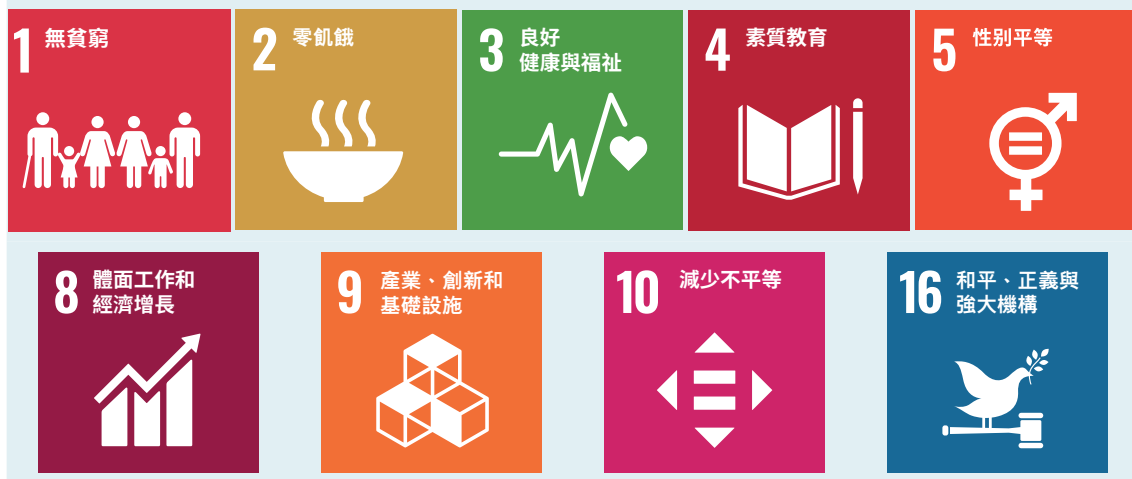 1 無貧窮
2 零飢餓
3 良好
健康與福祉
4 素質教育
5 性別平等
8 體面工作和
經濟增長
9 產業、創新和
基礎設施
10 減少不平等
16 和平、正義與
強大機構